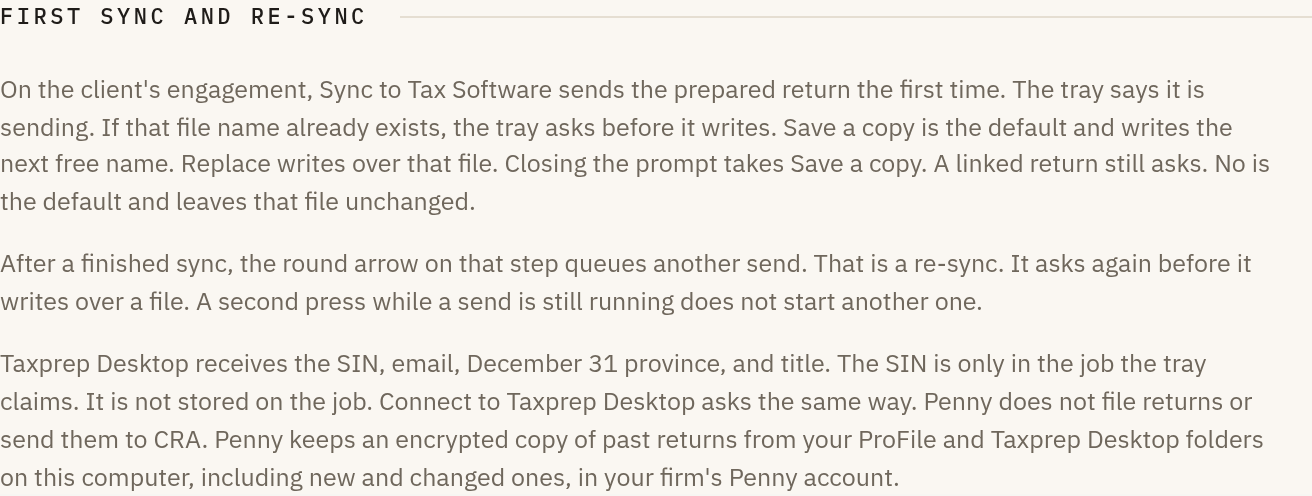 FIRST SYNC AND RE-SYNC
On the client's engagement, Sync to Tax Software sends the prepared return the first time. The tray says it is
sending. If that file name already exists, the tray asks before it writes. Save a copy is the default and writes the
next free name. Replace writes over that file. Closing the prompt takes Save a copy. A linked return still asks. No is
the default and leaves that file unchanged.
After a finished sync, the round arrow on that step queues another send. That is a re-sync. It asks again before it
writes over a file. A second press while a send is still running does not start another one.
Taxprep Desktop receives the SIN, email, December 31 province, and title. The SIN is only in the job the tray
claims. It is not stored on the job. Connect to Taxprep Desktop asks the same way. Penny does not file returns or
send them to CRA. Penny keeps an encrypted copy of past returns from your ProFile and Taxprep Desktop folders
on this computer, including new and changed ones, in your firm's Penny account.